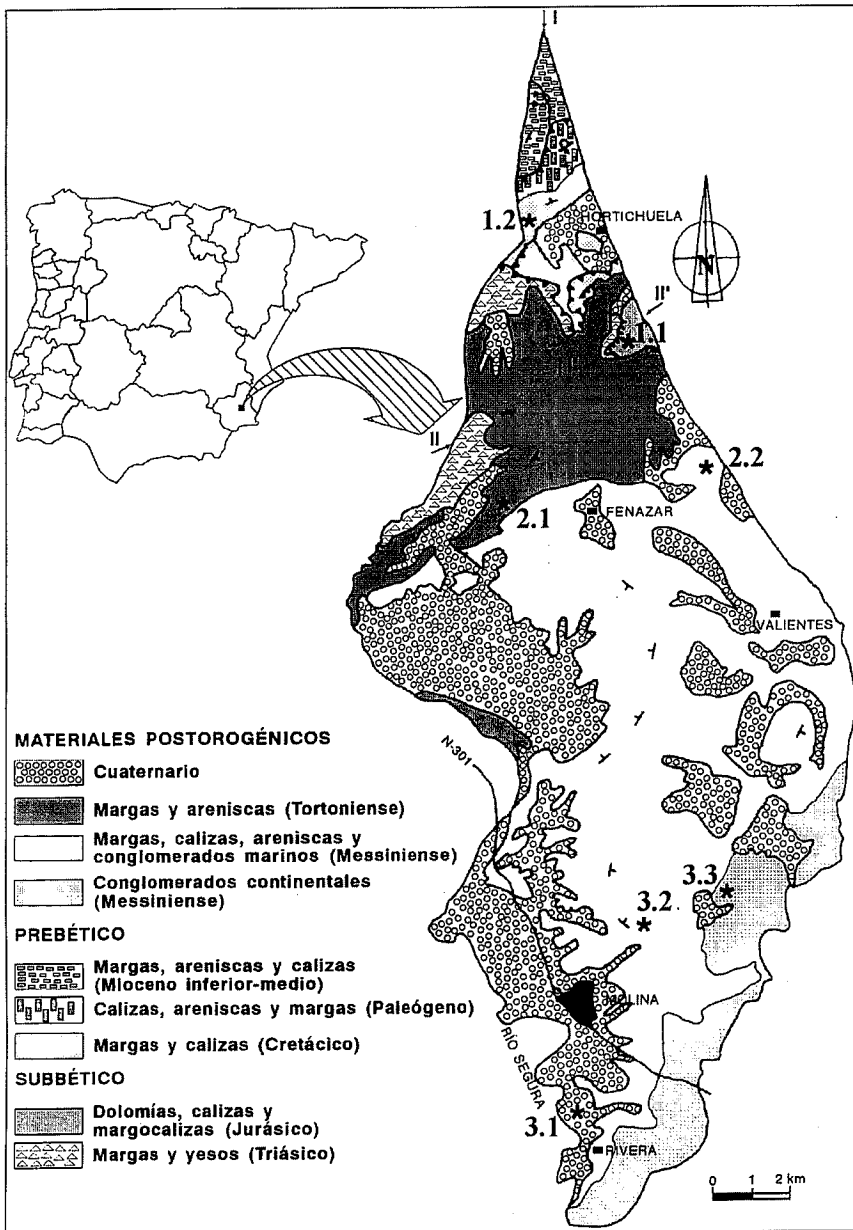 I
1.2
HORTICHUELA
N
II'
1.1
II
2.2
2.1
FENAZAR
VALIENTES
MATERIALES POSTOROGÉNICOS
Cuaternario
N-301
Margas y areniscas (Tortoniense)
Margas, calizas, areniscas y
conglomerados marinos (Messiniense)
Conglomerados continentales
(Messiniense)
3.3
3.2
PREBÉTICO
Margas, areniscas y calizas
(Mioceno inferior-medio)
MOLINA
Calizas, areniscas y margas (Paleógeno)
RÍO SEGURA
Margas y calizas (Cretácico)
SUBBÉTICO
Dolomías, calizas y
margocalizas (Jurásico)
3.1
Margas y yesos (Triásico)
RIVERA
0 1 2 km